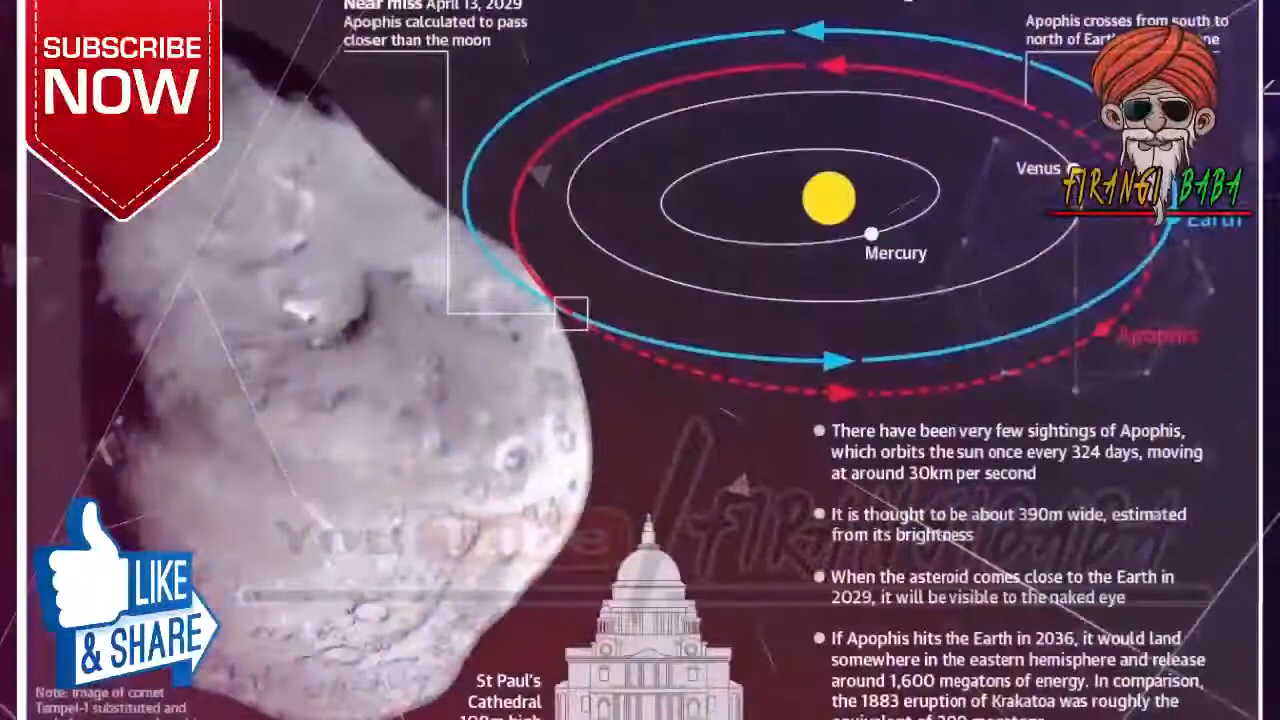 SUBSCRIBE
NOW
Near miss April 13, 2029
Apophis calculated to pass
closer than the moon
Apophis crosses from south to
north of
FIRANGI BABA
Venus
Earth
Mercury
Apophis
There have been very few sightings of Apophis,
which orbits the sun once every 324 days, moving
at around 30km per second
It is thought to be about 390m wide, estimated
from its brightness
When the asteroid comes close to the Earth in
2029, it will be visible to the naked eye
If Apophis hits the Earth in 2036, it would land
somewhere in the eastern hemisphere and release
around 1,600 megatons of energy. In comparison,
the 1883 eruption of Krakatoa was roughly the
LIKE
& SHARE
St Paul's
Cathedral
Note: Image of comet
Tempel-1 substituted and